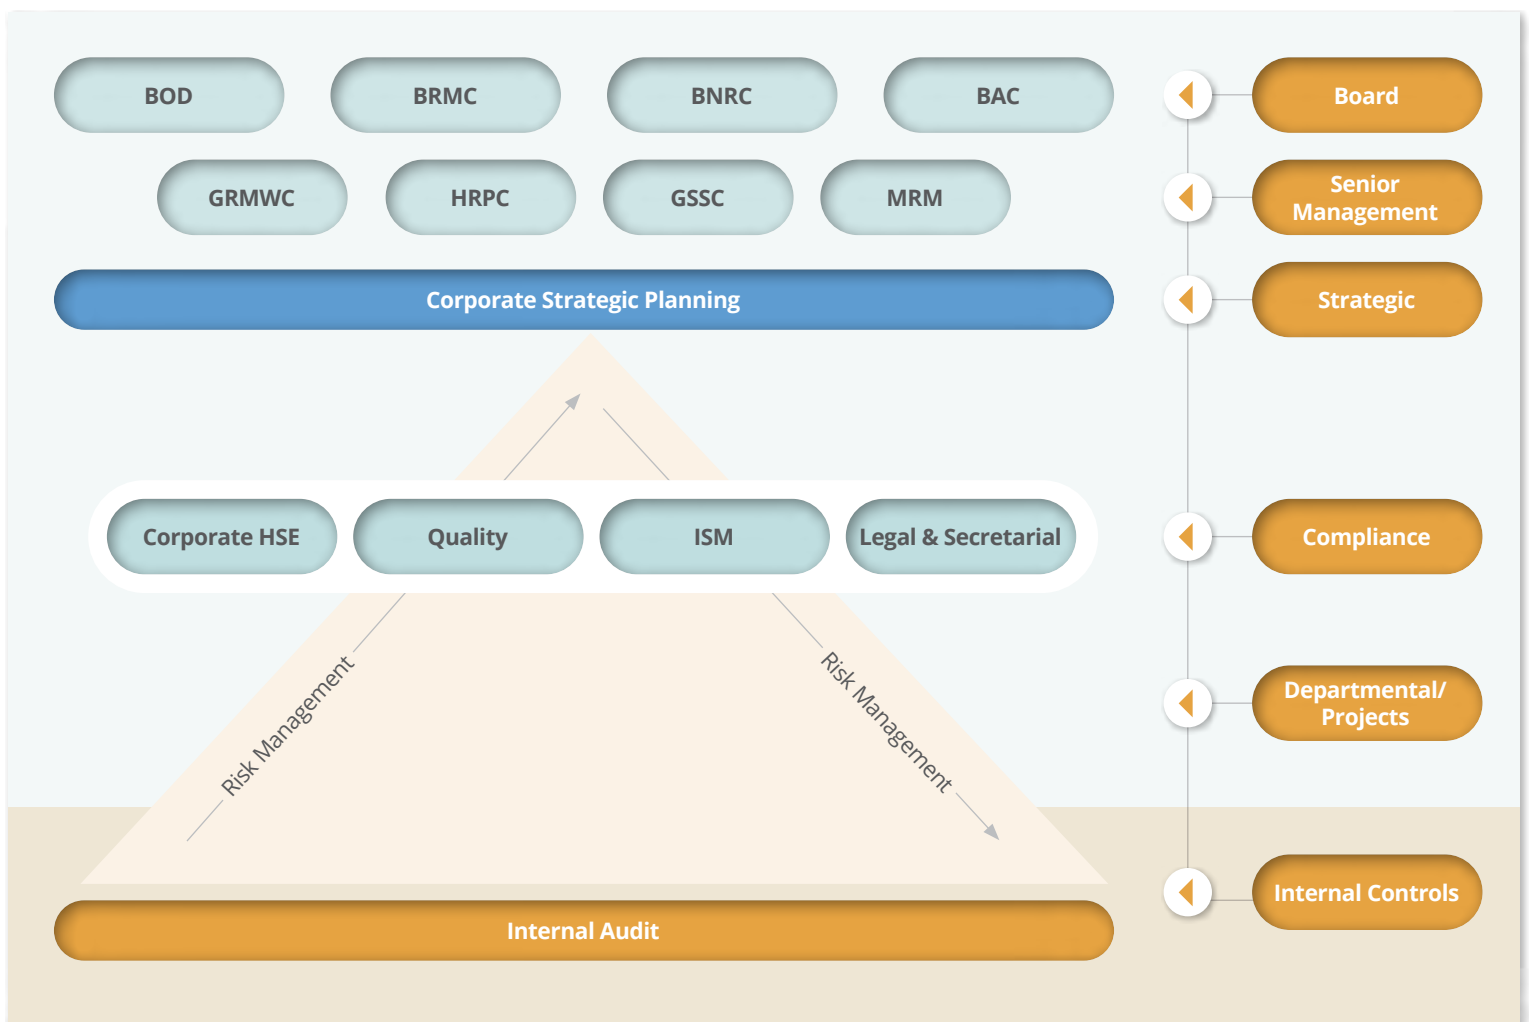 BOD BRMC BNRC BAC Board
GRMWC HRPC GSSC MRM Senior
Management
Corporate Strategic Planning Strategic
Corporate HSE Quality ISM Legal & Secretarial Compliance
Risk Management Risk Management
Departmental/
Projects
Internal Controls
Internal Audit